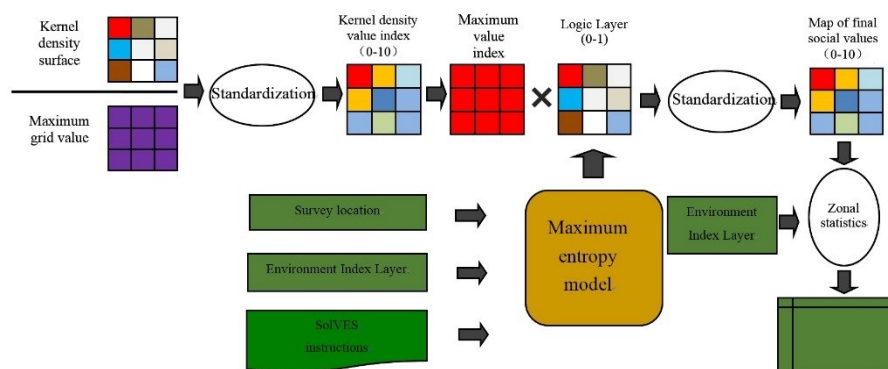 Kernel
density
surface
Maximum
grid value
Standardization
Kernel density
value index
(0-10)
Maximum
value
index
Logic Layer
(0-1)
Standardization
Map of final
social values
(0-10)
Survey location
Environment Index Layer
SolVES
instructions
Maximum
entropy
model
Environment
Index Layer
Zonal
statistics